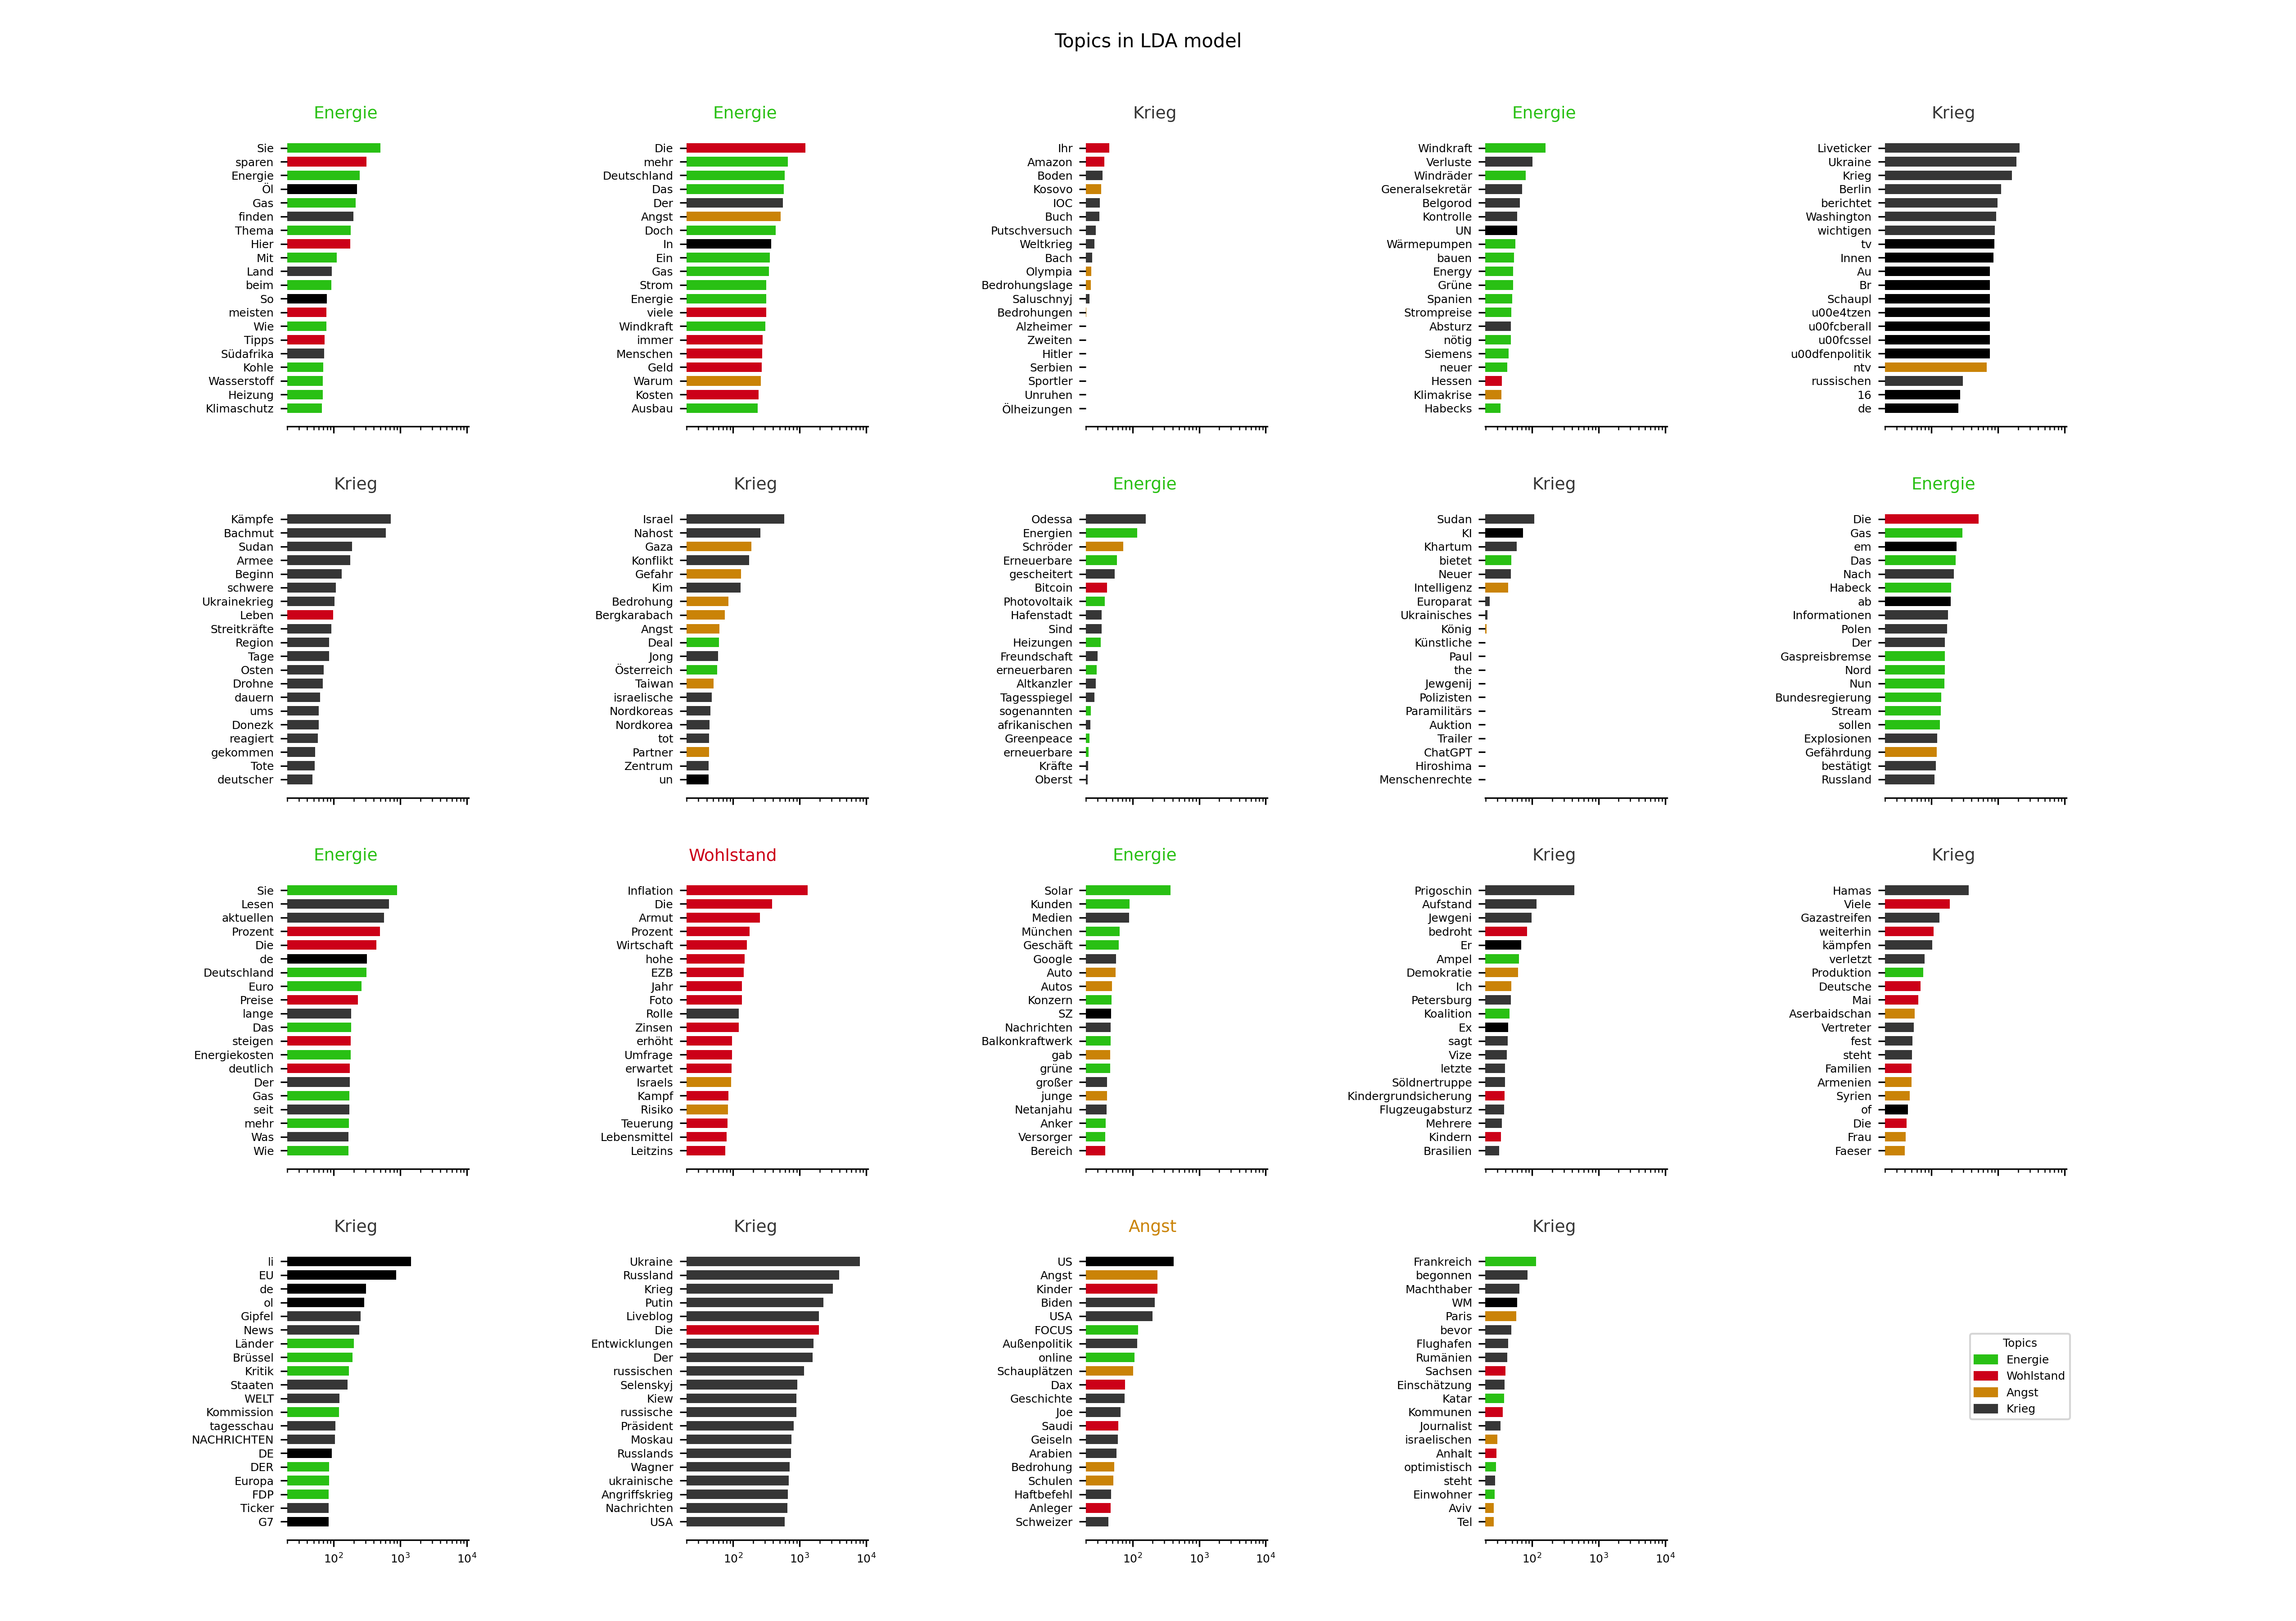 Topics in LDA model
Energie
Sie
sparen
Energie
Öl
Gas
finden
Thema
Hier
Mit
Land
beim
So
meisten
Wie
Tipps
Südafrika
Kohle
Wasserstoff
Heizung
Klimaschutz
Energie
Die
mehr
Deutschland
Das
Der
Angst
Doch
In
Ein
Gas
Strom
Energie
viele
Windkraft
immer
Menschen
Geld
Warum
Kosten
Ausbau
Krieg
Ihr
Amazon
Boden
Kosovo
IOC
Buch
Putschversuch
Weltkrieg
Bach
Olympia
Bedrohungslage
Saluschnyj
Bedrohungen
Alzheimer
Zweiten
Hitler
Serbien
Sportler
Unruhen
Ölheizungen
Energie
Windkraft
Verluste
Windräder
Generalsekretär
Belgorod
Kontrolle
UN
Wärmepumpen
bauen
Energy
Grüne
Spanien
Strompreise
Absturz
nötig
Siemens
neuer
Hessen
Klimakrise
Habecks
Krieg
Liveticker
Ukraine
Krieg
Berlin
berichtet
Washington
wichtigen
tv
Innen
Au
Br
Schaupl
u00e4tzen
u00fcberall
u00fcssel
u00dfenpolitik
ntv
russischen
16
de
Krieg
Kämpfe
Bachmut
Sudan
Armee
Beginn
schwere
Ukrainekrieg
Leben
Streitkräfte
Region
Tage
Osten
Drohne
dauern
ums
Donezk
reagiert
gekommen
Tote
deutscher
Krieg
Israel
Nahost
Gaza
Konflikt
Gefahr
Kim
Bedrohung
Bergkarabach
Angst
Deal
Jong
Österreich
Taiwan
israelische
Nordkoreas
Nordkorea
tot
Partner
Zentrum
un
Energie
Odessa
Energien
Schröder
Erneuerbare
gescheitert
Bitcoin
Photovoltaik
Hafenstadt
Sind
Heizungen
Freundschaft
erneuerbaren
Altkanzler
Tagesspiegel
sogenannten
afrikanischen
Greenpeace
erneuerbare
Kräfte
Oberst
Krieg
Sudan
KI
Khartum
bietet
Neuer
Intelligenz
Europarat
Ukrainisches
König
Künstliche
Paul
the
Jewgenij
Polizisten
Paramilitärs
Auktion
Trailer
ChatGPT
Hiroshima
Menschenrechte
Energie
Die
Gas
em
Das
Nach
Habeck
ab
Informationen
Polen
Der
Gaspreisbremse
Nord
Nun
Bundesregierung
Stream
sollen
Explosionen
Gefährdung
bestätigt
Russland
Energie
Sie
Lesen
aktuellen
Prozent
Die
de
Deutschland
Euro
Preise
lange
Das
steigen
Energiekosten
deutlich
Der
Gas
seit
mehr
Was
Wie
Wohlstand
Inflation
Die
Armut
Prozent
Wirtschaft
hohe
EZB
Jahr
Foto
Rolle
Zinsen
erhöht
Umfrage
erwartet
Israels
Kampf
Risiko
Teuerung
Lebensmittel
Leitzins
Energie
Solar
Kunden
Medien
München
Geschäft
Google
Auto
Autos
Konzern
SZ
Nachrichten
Balkonkraftwerk
gab
grüne
großer
junge
Netanjahu
Anker
Versorger
Bereich
Krieg
Prigoschin
Aufstand
Jewgeni
bedroht
Er
Ampel
Demokratie
Ich
Petersburg
Koalition
Ex
sagt
Vize
letzte
Söldnertruppe
Kindergrundsicherung
Flugzeugabsturz
Mehrere
Kindern
Brasilien
Krieg
Hamas
Viele
Gazastreifen
weiterhin
kämpfen
verletzt
Produktion
Deutsche
Mai
Aserbaidschan
Vertreter
fest
steht
Familien
Armenien
Syrien
of
Die
Frau
Faeser
Krieg
li
EU
de
ol
Gipfel
News
Länder
Brüssel
Kritik
Staaten
WELT
Kommission
tagesschau
NACHRICHTEN
DE
DER
Europa
FDP
Ticker
G7
10²
10³
10⁴
Krieg
Ukraine
Russland
Krieg
Putin
Liveblog
Die
Entwicklungen
Der
russischen
Selenskyj
Kiew
russische
Präsident
Moskau
Russlands
Wagner
ukrainische
Angriffskrieg
Nachrichten
USA
10²
10³
10⁴
Angst
US
Angst
Kinder
Biden
USA
FOCUS
Außenpolitik
online
Schauplätzen
Dax
Geschichte
Joe
Saudi
Geiseln
Arabien
Bedrohung
Schulen
Haftbefehl
Anleger
Schweizer
10²
10³
10⁴
Krieg
Frankreich
begonnen
Machthaber
WM
Paris
bevor
Flughafen
Rumänien
Sachsen
Einschätzung
Katar
Kommunen
Journalist
israelischen
Anhalt
optimistisch
steht
Einwohner
Aviv
Tel
10²
10³
10⁴
Topics
Energie
Wohlstand
Angst
Krieg